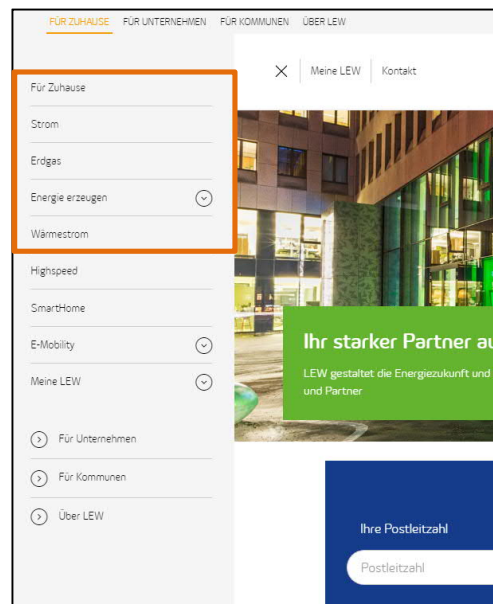 FÜR ZUHAUSE FÜR UNTERNEHMEN FÜR KOMMUNEN ÜBER LEW
Meine LEW Kontakt
Für Zuhause
Strom
Erdgas
Energie erzeugen
Wärmestrom
Highspeed
SmartHome
E-Mobility
Meine LEW
Für Unternehmen
Für Kommunen
Über LEW
Ihr starker Partner au
LEW gestaltet die Energiezukunft und
und Partner
Ihre Postleitzahl
Postleitzahl